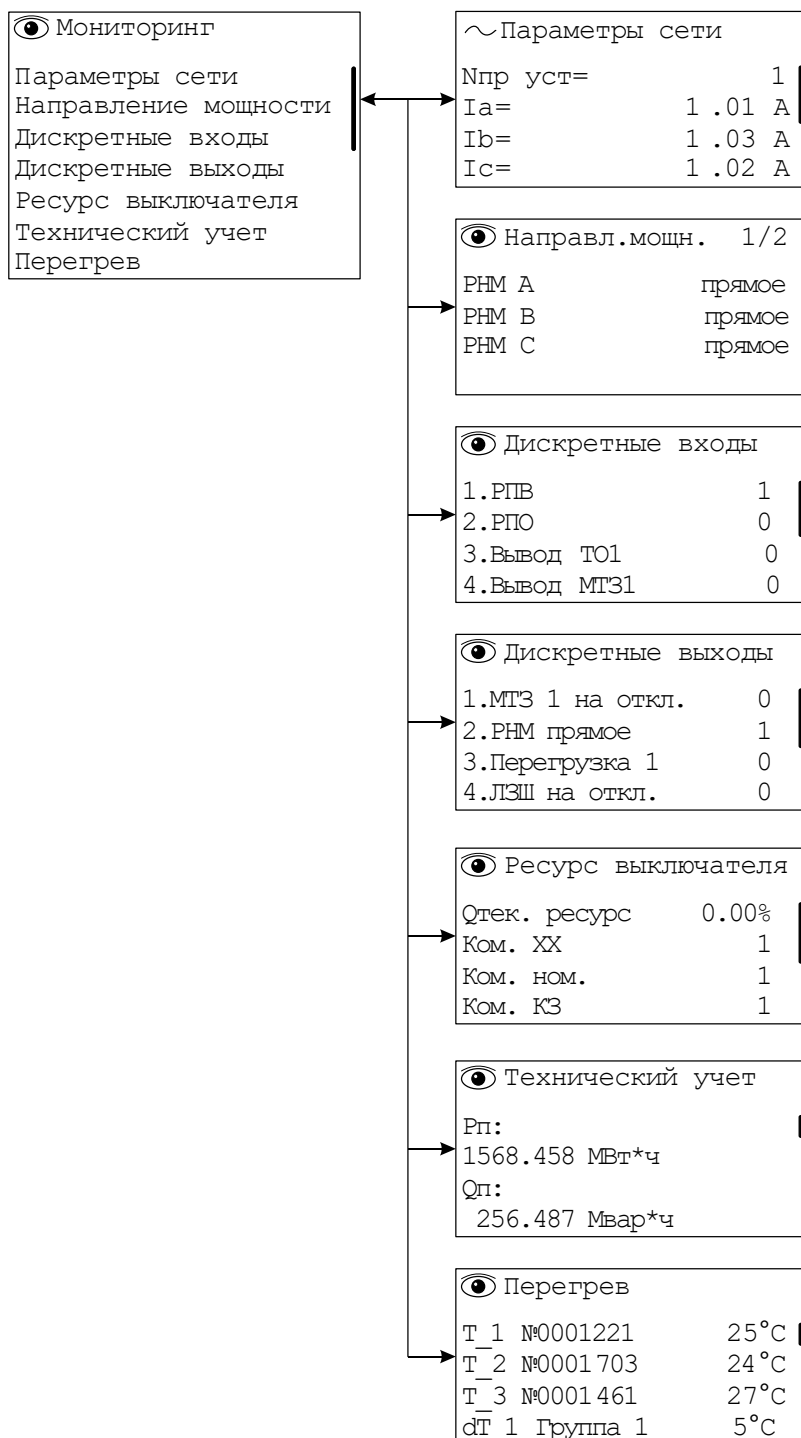 Мониторинг
Параметры сети
Направление мощности
Дискретные входы
Дискретные выходы
Ресурс выключателя
Технический учет
Перегрев
Параметры сети
Nпр уст= 1
Ia= 1.01 A
Ib= 1.03 A
Ic= 1.02 A
Направл.мощн. 1/2
РНМ А прямое
РНМ В прямое
РНМ С прямое
Дискретные входы
1.РПВ 1
2.РПО 0
3.Вывод ТО1 0
4.Вывод МТЗ1 0
Дискретные выходы
1.МТЗ 1 на откл. 0
2.РНМ прямое 1
3.Перегрузка 1 0
4.ЛЗШ на откл. 0
Ресурс выключателя
Qтек. ресурс 0.00%
Ком. ХХ 1
Ком. ном. 1
Ком. КЗ 1
Технический учет
Рп:
1568.458 МВт*ч
Qп:
256.487 Мвар*ч
Перегрев
Т_1 №0001221 25°С
Т_2 №0001703 24°С
Т_3 №0001461 27°С
dT 1 Группа 1 5°С